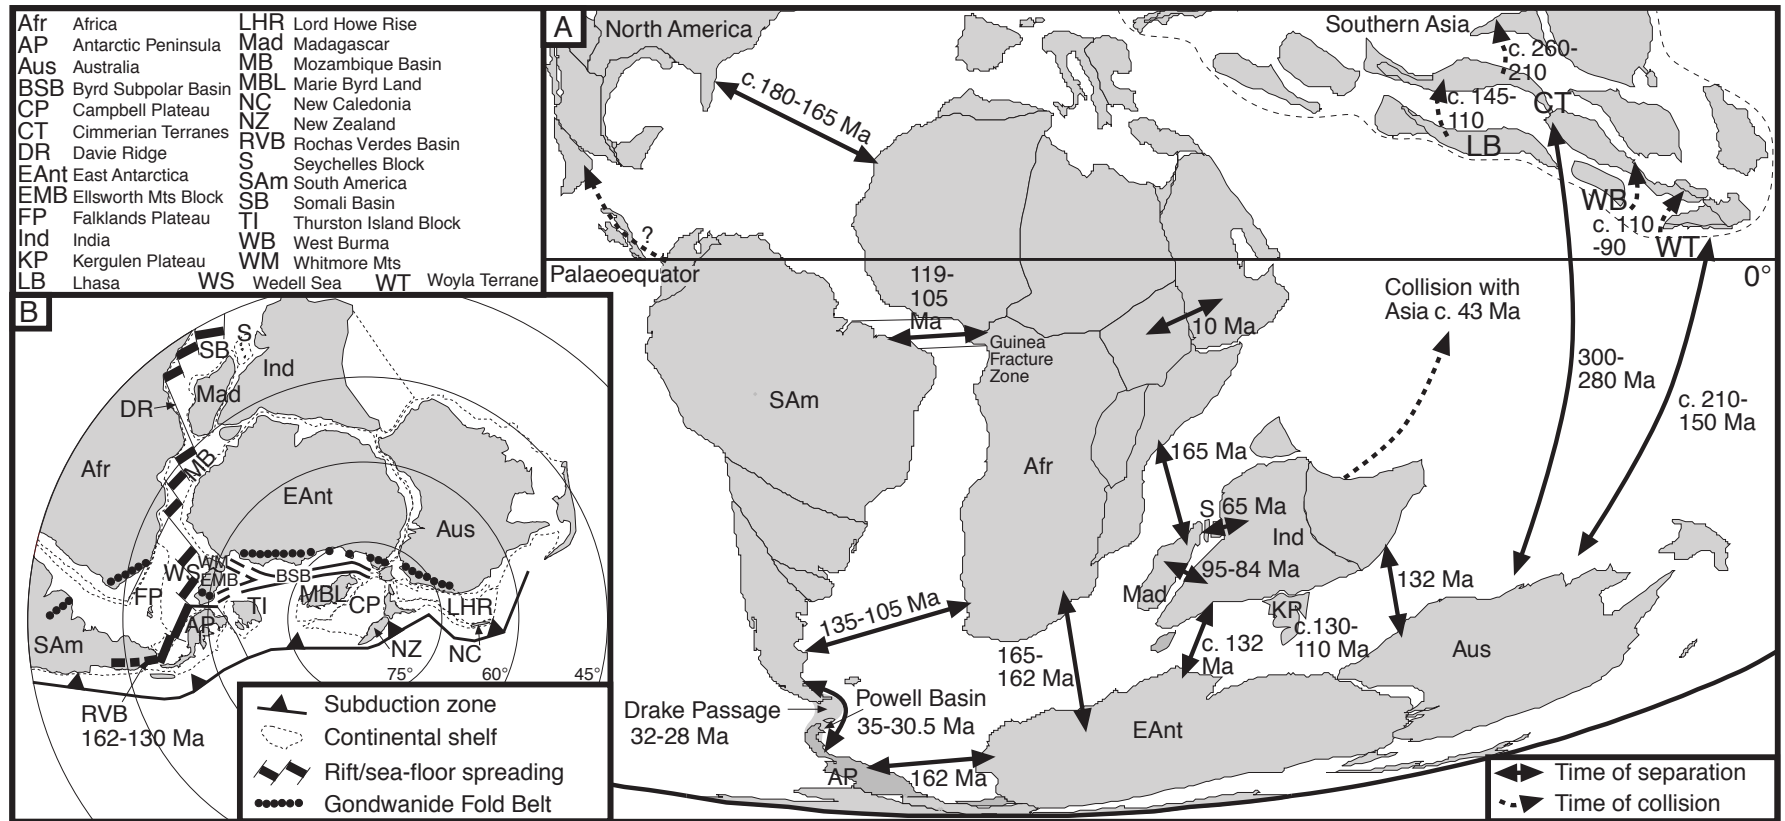 Afr Africa
AP Antarctic Peninsula
Aus Australia
BSB Byrd Subpolar Basin
CP Campbell Plateau
CT Cimmerian Terranes
DR Davie Ridge
EAnt East Antarctica
EMB Ellsworth Mts Block
FP Falklands Plateau
Ind India
KP Kergulen Plateau
LB Lhasa
LHR Lord Howe Rise
Mad Madagascar
MB Mozambique Basin
MBL Marie Byrd Land
NC New Caledonia
NZ New Zealand
RVB Rochas Verdes Basin
S Seychelles Block
SAm South America
SB Somali Basin
TI Thurston Island Block
WB West Burma
WM Whitmore Mts
WS Wedell Sea
WT Woyla Terrane
A
North America
Southern Asia
c. 260-
210
c.180-165 Ma
c. 145-
110
CT
LB
WB
c. 110
-90
WT
?
Palaeoequator
0°
119-
105
Ma
Guinea
Fracture
Zone
10 Ma
Collision with
Asia c. 43 Ma
300-
280 Ma
c. 210-
150 Ma
SAm
Afr
165 Ma
S
65 Ma
Ind
95-84 Ma
Mad
132 Ma
KP
c.130-
110 Ma
c. 132
Ma
135-105 Ma
165-
162 Ma
Aus
Drake Passage
32-28 Ma
Powell Basin
35-30.5 Ma
EAnt
AP
162 Ma
Time of separation
Time of collision
B
S
SB
Ind
Mad
DR
MB
Afr
EAnt
Aus
WM
WS
EMB
BSB
FP
MBL
CP
TI
LHR
AP
SAm
NZ
NC
75°
60°
45°
RVB
162-130 Ma
Subduction zone
Continental shelf
Rift/sea-floor spreading
Gondwanide Fold Belt